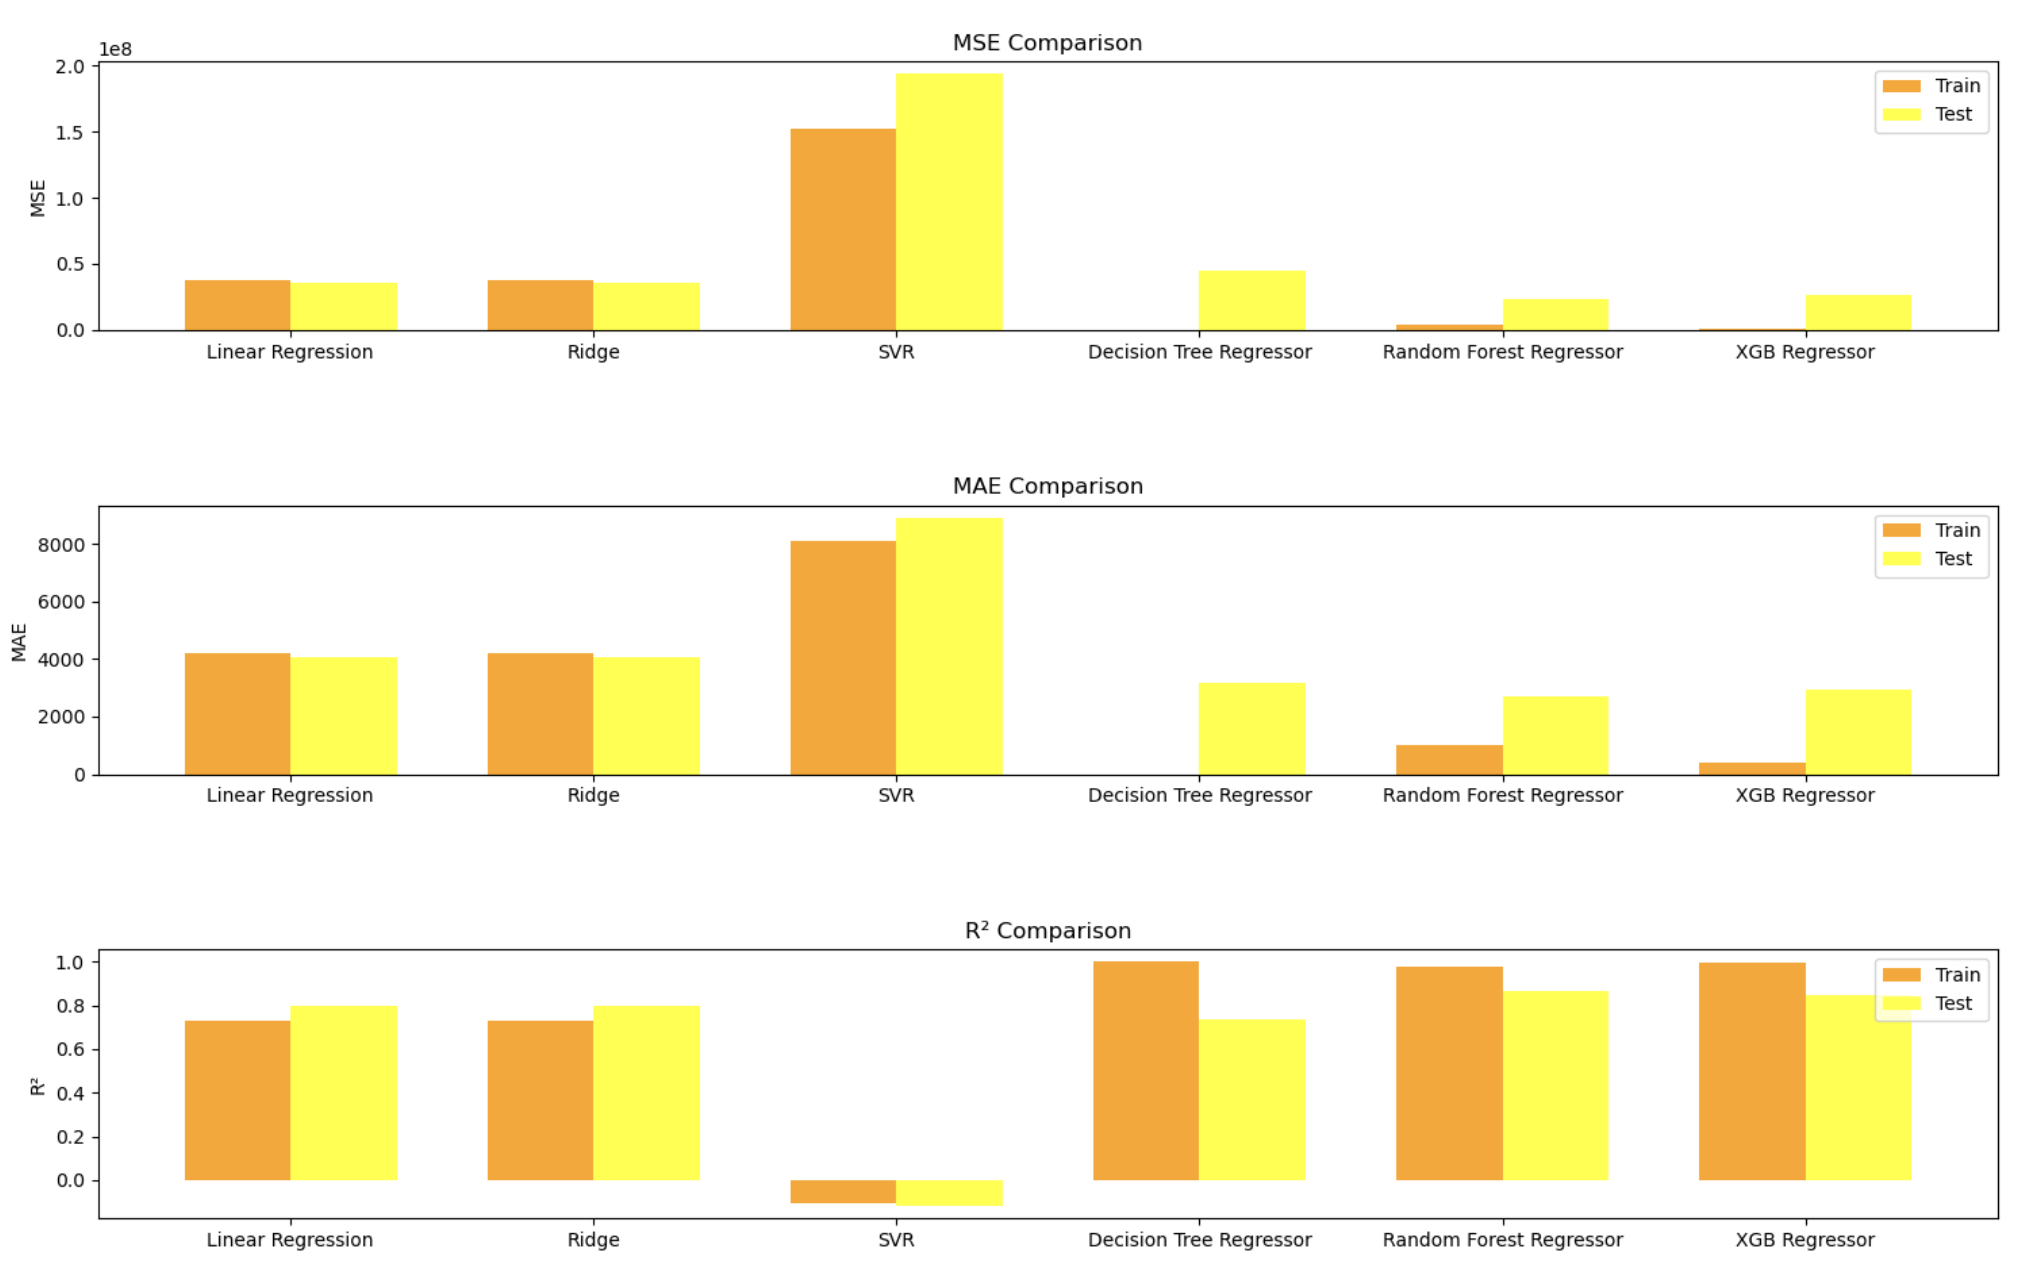 MSE Comparison
1e8
2.0
1.5
1.0
0.5
0.0
MSE
Train
Test
Linear Regression
Ridge
SVR
Decision Tree Regressor
Random Forest Regressor
XGB Regressor
MAE Comparison
8000
6000
4000
2000
0
MAE
Train
Test
Linear Regression
Ridge
SVR
Decision Tree Regressor
Random Forest Regressor
XGB Regressor
R² Comparison
1.0
0.8
0.6
0.4
0.2
0.0
R²
Train
Test
Linear Regression
Ridge
SVR
Decision Tree Regressor
Random Forest Regressor
XGB Regressor